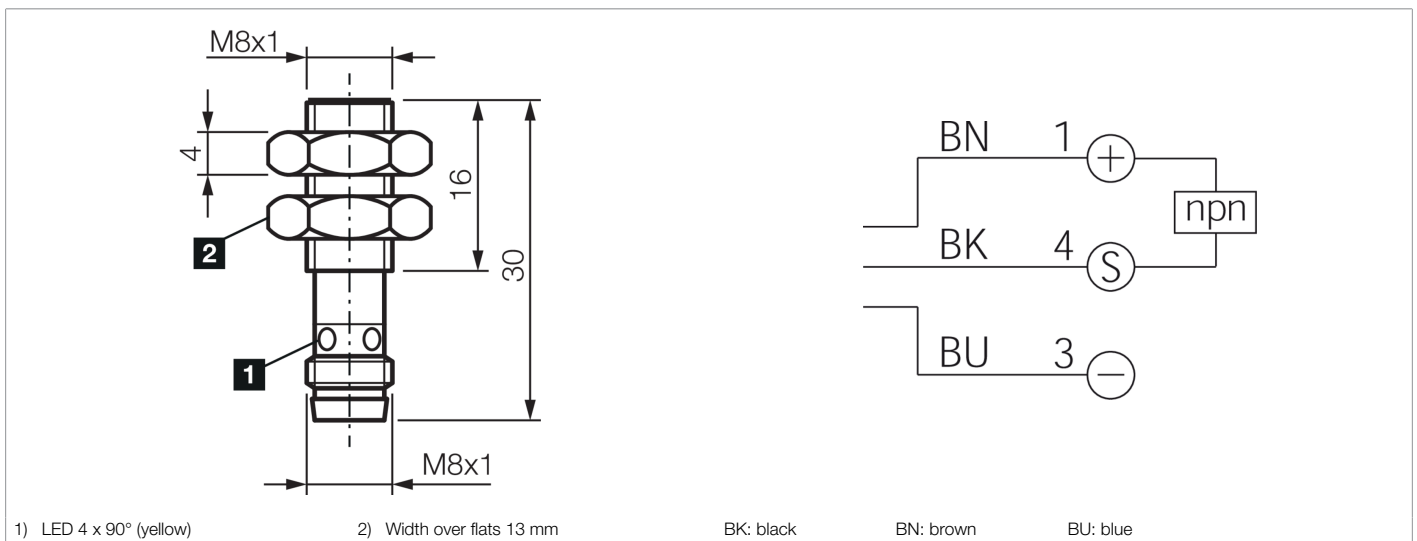 M8x1
4
16
30
2
1
M8x1
BN 1 +
npn
BK 4 S
BU 3 −
1) LED 4 x 90° (yellow) 2) Width over flats 13 mm BK: black BN: brown BU: blue